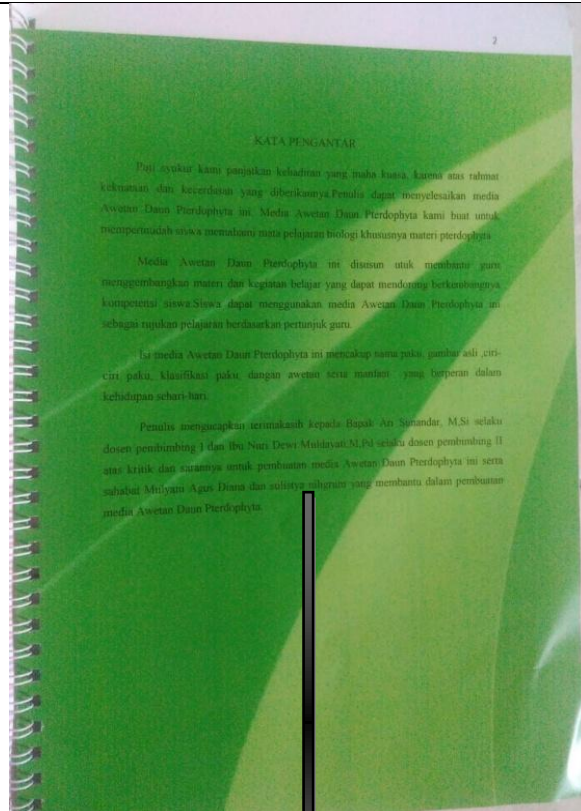 2
KATA PENGANTAR
Puji syukur kami panjatkan kehadiran yang maha kuasa, karena atas rahmat
kekuatan dan kecerdasan yang diberikannya.Penulis dapat menyelesaikan media
Awetan Daun Pterdophyta ini. Media Awetan Daun Pterdophyta kami buat untuk
mempermudah siswa memahami mata pelajaran biologi khususnya materi pterdophyta
Media Awetan Daun Pterdophyta ini disusun utuk membantu guru
menggembangkan materi dan kegiatan belajar yang dapat mendorong berkembangnya
kompetensi siswa.Siswa dapat menggunakan media Awetan Daun Pterdophyta ini
sebagai rujukan pelajaran berdasarkan pertunjuk guru.
Isi media Awetan Daun Pterdophyta ini mencakup nama paku, gambar asli ,ciri-
ciri paku, klasifikasi paku, dangan awetan serta manfaat yang berperan dalam
kehidupan sehari-hari.
Penulis mengucapkan terimakasih kepada Bapak Ari Sunandar, M,Si selaku
dosen pembimbing I dan Ibu Nuri Dewi Muldayati,M,Pd selaku dosen pembimbing II
atas kritik dan sarannya untuk pembuatan media Awetan Daun Pterdophyta ini serta
sahabat Mulyani Agus Diana dan yang membantu dalam pembuatan
media Awetan Daun Pterdophyta.